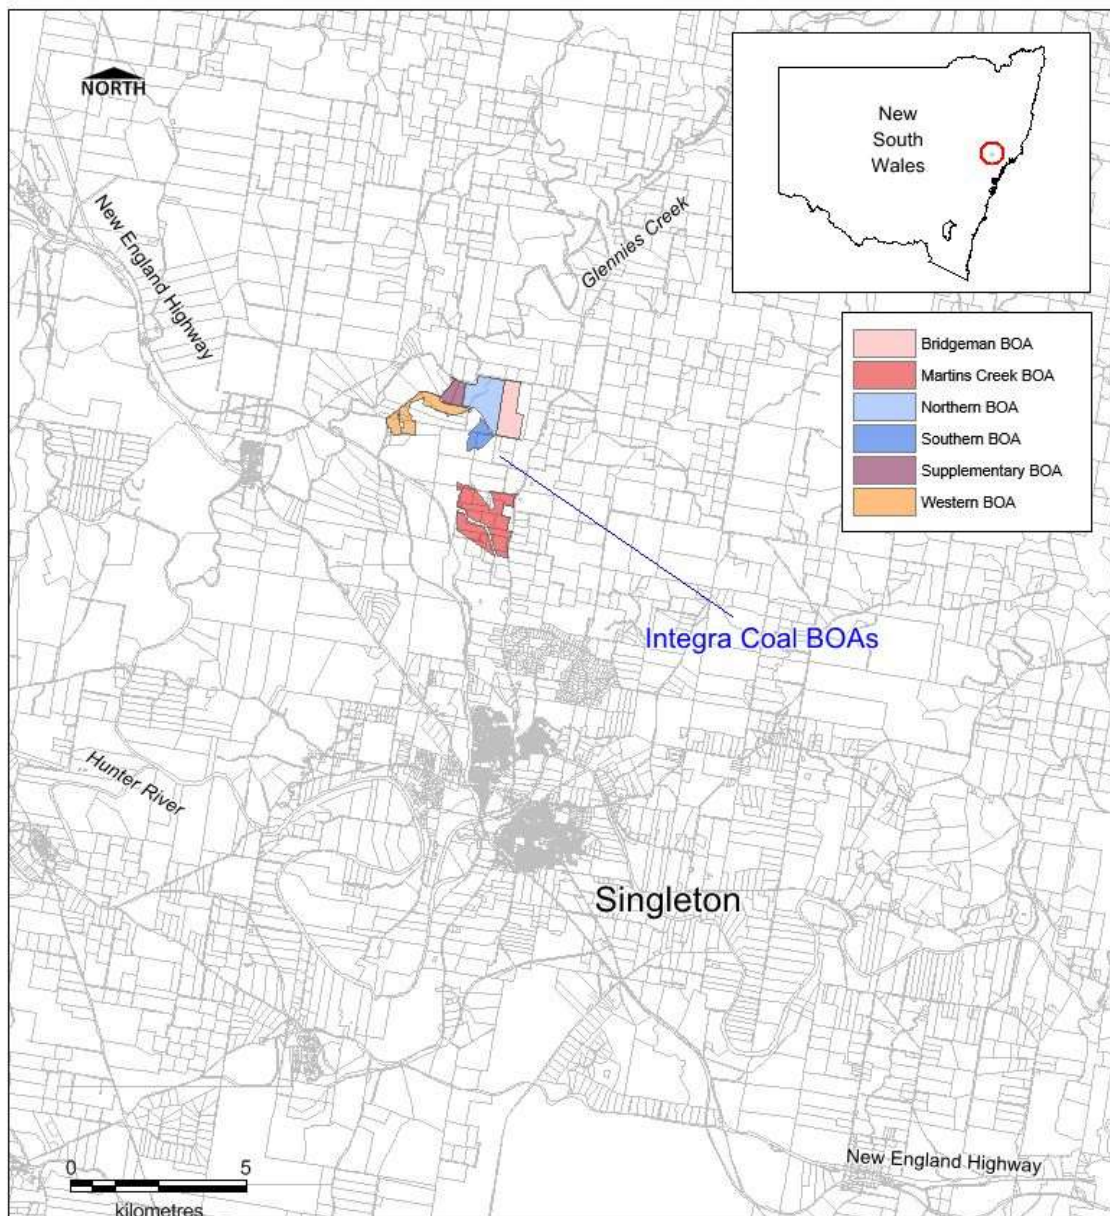 NORTH
New
South
Wales
New England Highway
Glennies Creek
Bridgeman BOA
Martins Creek BOA
Northern BOA
Southern BOA
Supplementary BOA
Western BOA
Integra Coal BOAs
Hunter River
Singleton
New England Highway
0 5
kilometres